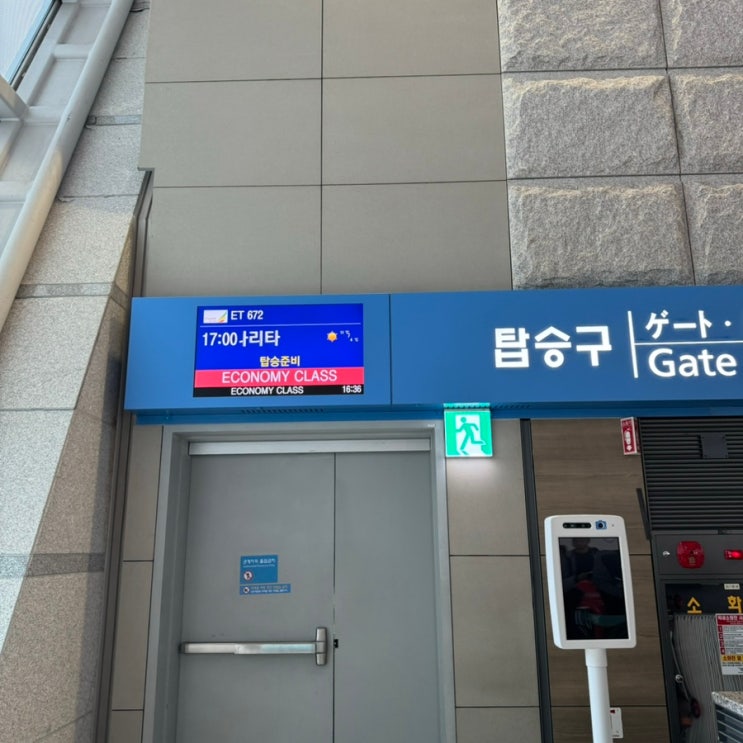 ET 672
17:00 나리타
탑승준비
ECONOMY CLASS
ECONOMY CLASS 16:36
탑승구
ゲート・
Gate
소화